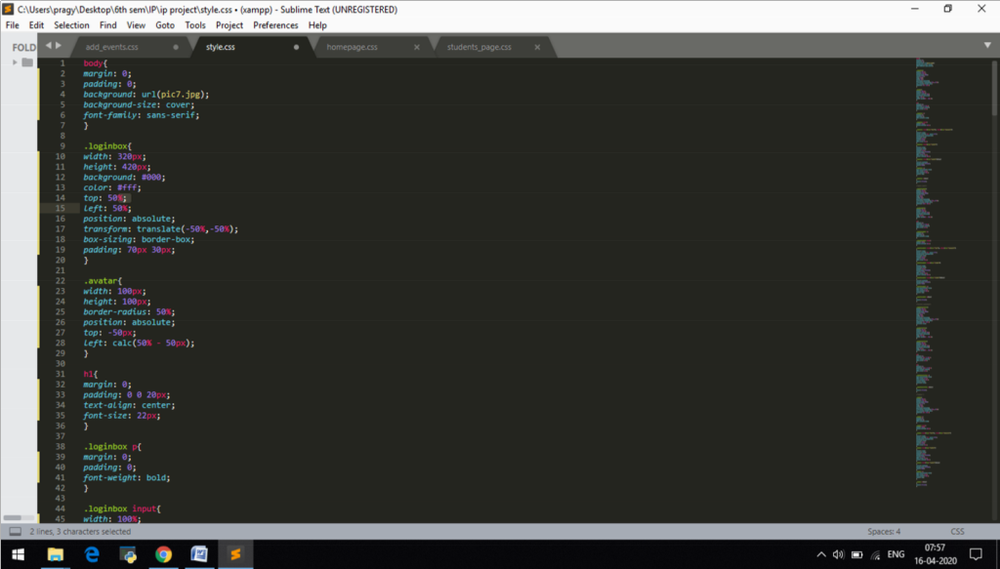 C:\Users\pragy\Desktop\6th sem\IP\ip project\style.css • (xampp) - Sublime Text (UNREGISTERED)
File Edit Selection Find View Goto Tools Project Preferences Help
FOLD
add_events.css
style.css
homepage.css
students_page.css
1 body{
2 margin: 0;
3 padding: 0;
4 background: url(pic7.jpg);
5 background-size: cover;
6 font-family: sans-serif;
7 }
8
9 .loginbox{
10 width: 320px;
11 height: 420px;
12 background: #000;
13 color: #fff;
14 top: 50%;
15 left: 50%;
16 position: absolute;
17 transform: translate(-50%,-50%);
18 box-sizing: border-box;
19 padding: 70px 30px;
20 }
21
22 .avatar{
23 width: 100px;
24 height: 100px;
25 border-radius: 50%;
26 position: absolute;
27 top: -50px;
28 left: calc(50% - 50px);
29 }
30
31 h1{
32 margin: 0;
33 padding: 0 0 20px;
34 text-align: center;
35 font-size: 22px;
36 }
37
38 .loginbox p{
39 margin: 0;
40 padding: 0;
41 font-weight: bold;
42 }
43
44 .loginbox input{
45 width: 100%;
2 lines, 3 characters selected
Spaces: 4
CSS
ENG
07:57
16-04-2020